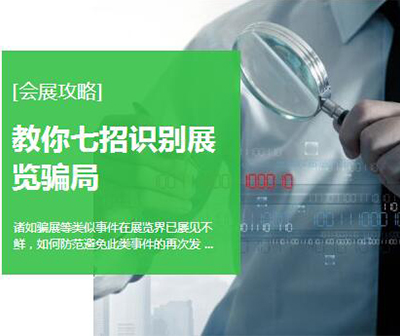 [会展攻略]
教你七招识别展
览骗局
诸如骗展等类似事件在展览界已屡见不
鲜，如何防范避免此类事件的再次发 ...